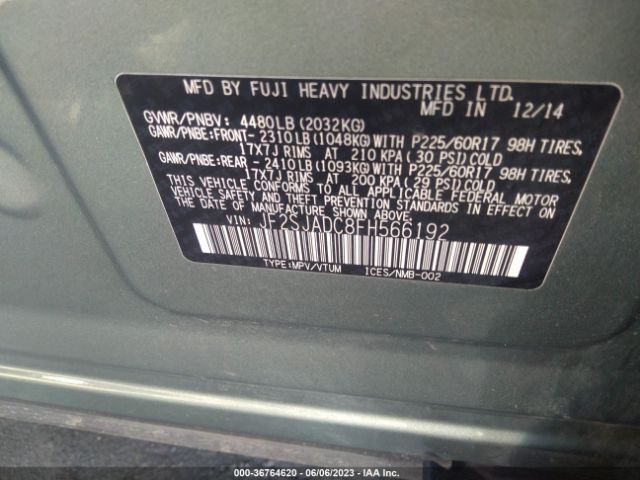 MFD BY FUJI HEAVY INDUSTRIES LTD.
MFD IN 12/14
GVWR/PNBV: 4480LB (2032KG)
GAWR/PNBE:FRONT- 2310LB (1048KG) WITH P225/60R17 98H TIRES,
17X7J RIMS AT 210 KPA (30 PSI) COLD
GAWR/PNBE:REAR - 2410LB (1093KG) WITH P225/60R17 98H TIRES,
17X7J RIMS AT 200 KPA (29 PSI) COLD
THIS VEHICLE CONFORMS TO ALL APPLICABLE FEDERAL MOTOR
VEHICLE SAFETY AND THEFT PREVENTION STANDARDS IN EFFECT ON
THE DATE OF MANUFACTURE SHOWN ABOVE.
VIN: JF2SJADC8FH566192
TYPE:MPV/VTUM ICES/NMB-002
000-36764620 - 06/06/2023 - IAA Inc.